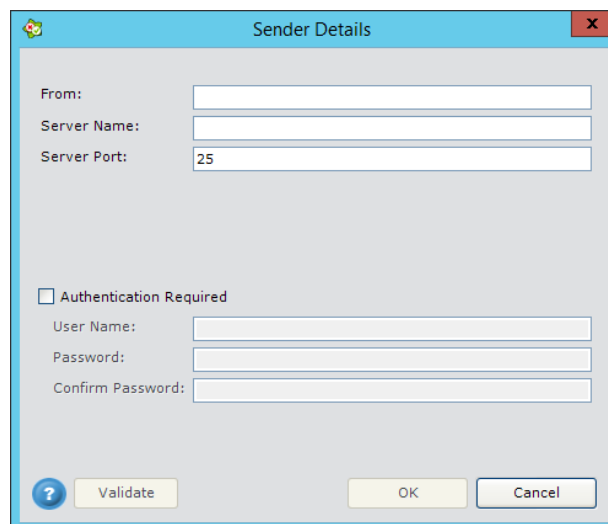 Sender Details
x
From:
Server Name:
Server Port: 25
Authentication Required
User Name:
Password:
Confirm Password:
? Validate OK Cancel